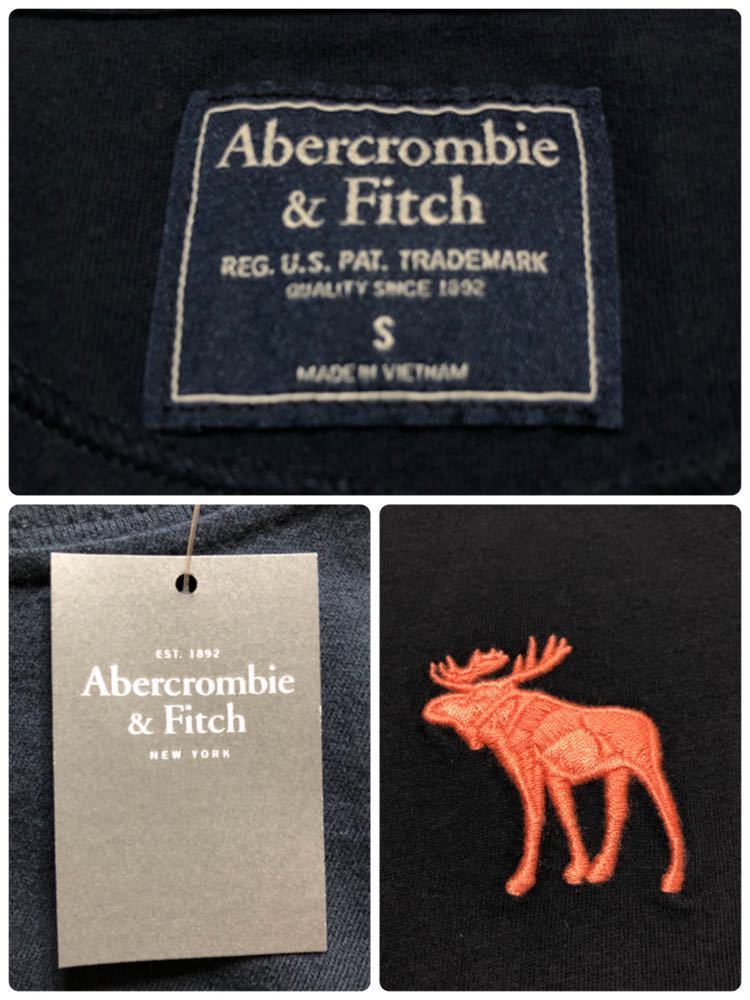 Abercrombie
& Fitch
REG. U.S. PAT. TRADEMARK
QUALITY SINCE 1892
S
MADE IN VIETNAM
EST. 1892
Abercrombie
& Fitch
NEW YORK